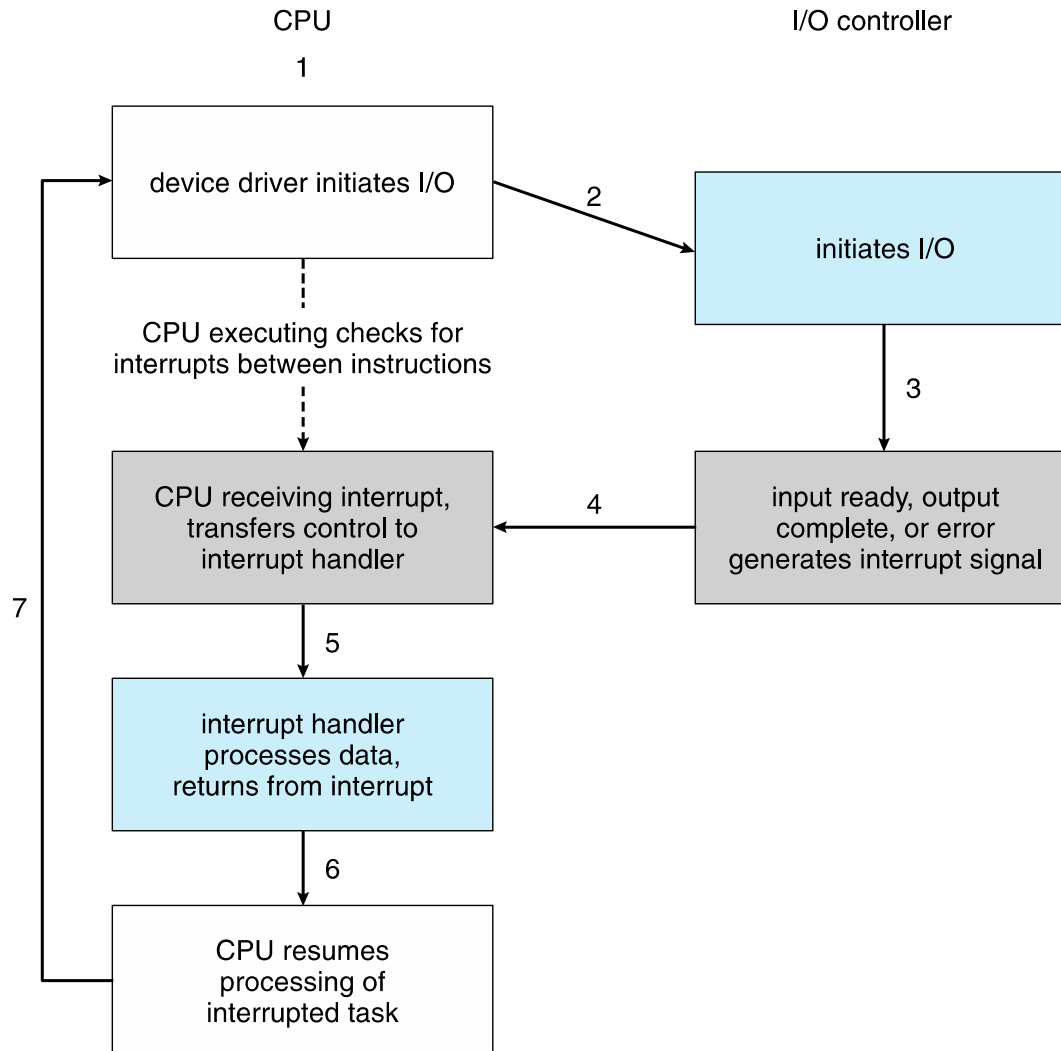 CPU
I/O controller
1
device driver initiates I/O
2
initiates I/O
CPU executing checks for
interrupts between instructions
3
CPU receiving interrupt,
transfers control to
interrupt handler
4
input ready, output
complete, or error
generates interrupt signal
7
5
interrupt handler
processes data,
returns from interrupt
6
CPU resumes
processing of
interrupted task